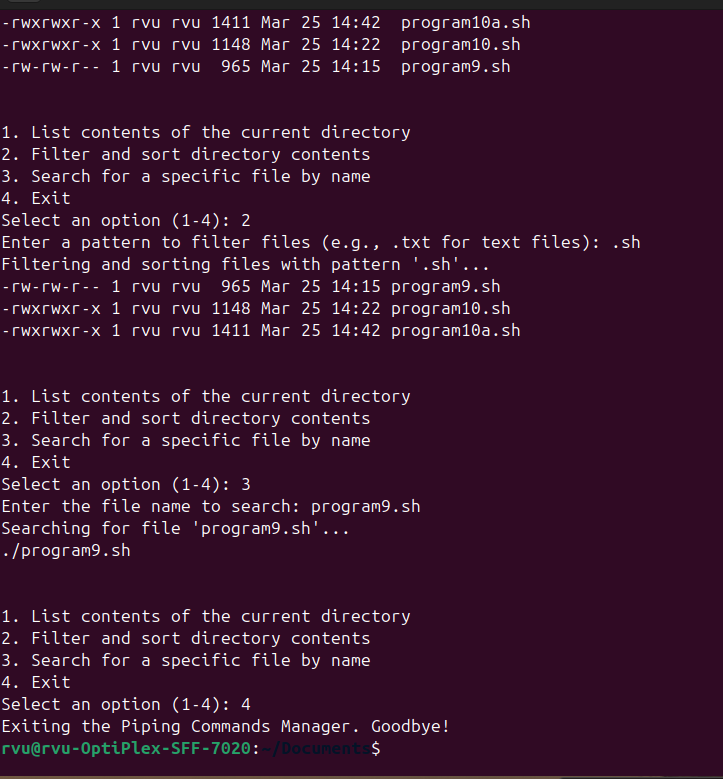 -rwxrwxr-x 1 rvu rvu 1411 Mar 25 14:42  program10a.sh
-rwxrwxr-x 1 rvu rvu 1148 Mar 25 14:22  program10.sh
-rw-rw-r-- 1 rvu rvu  965 Mar 25 14:15  program9.sh
1. List contents of the current directory
2. Filter and sort directory contents
3. Search for a specific file by name
4. Exit
Select an option (1-4): 2
Enter a pattern to filter files (e.g., .txt for text files): .sh
Filtering and sorting files with pattern '.sh'...
-rw-rw-r-- 1 rvu rvu  965 Mar 25 14:15 program9.sh
-rwxrwxr-x 1 rvu rvu 1148 Mar 25 14:22 program10.sh
-rwxrwxr-x 1 rvu rvu 1411 Mar 25 14:42 program10a.sh
1. List contents of the current directory
2. Filter and sort directory contents
3. Search for a specific file by name
4. Exit
Select an option (1-4): 3
Enter the file name to search: program9.sh
Searching for file 'program9.sh'...
./program9.sh
1. List contents of the current directory
2. Filter and sort directory contents
3. Search for a specific file by name
4. Exit
Select an option (1-4): 4
Exiting the Piping Commands Manager. Goodbye!
rvu@rvu-OptiPlex-SFF-7020:~/Documents$